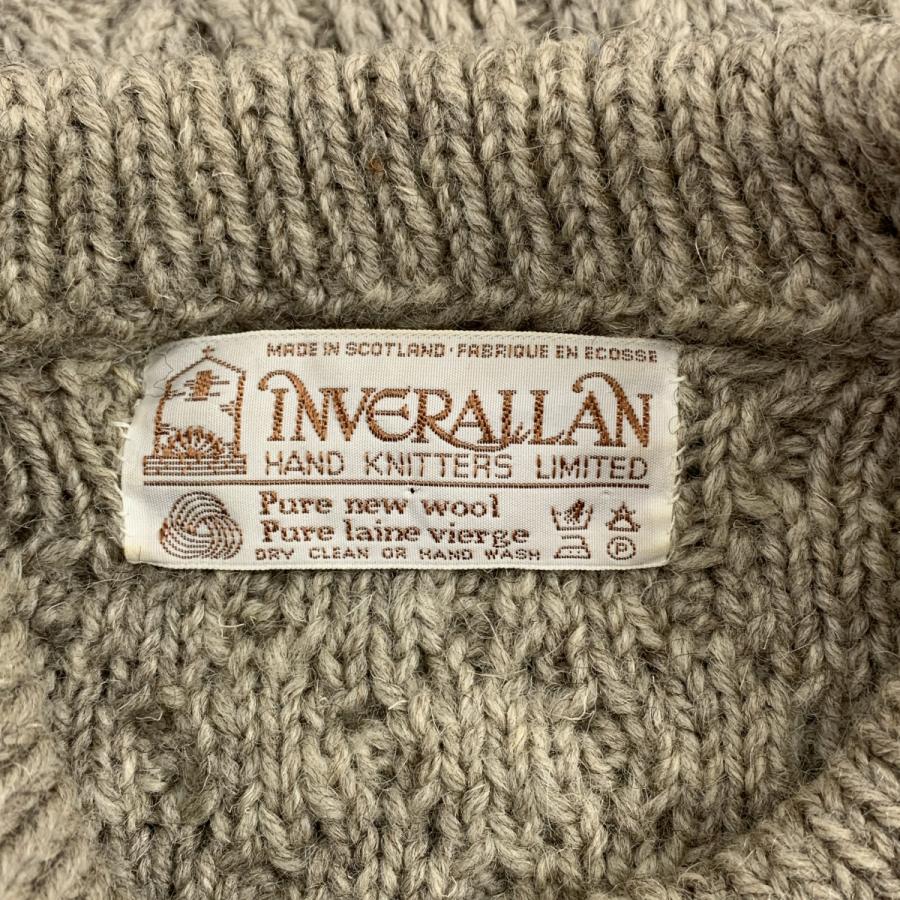 MADE IN SCOTLAND · FABRIQUE EN ECOSSE
INVERALLAN
HAND KNITTERS LIMITED
Pure new wool
Pure laine vierge
DRY CLEAN OR HAND WASH
P